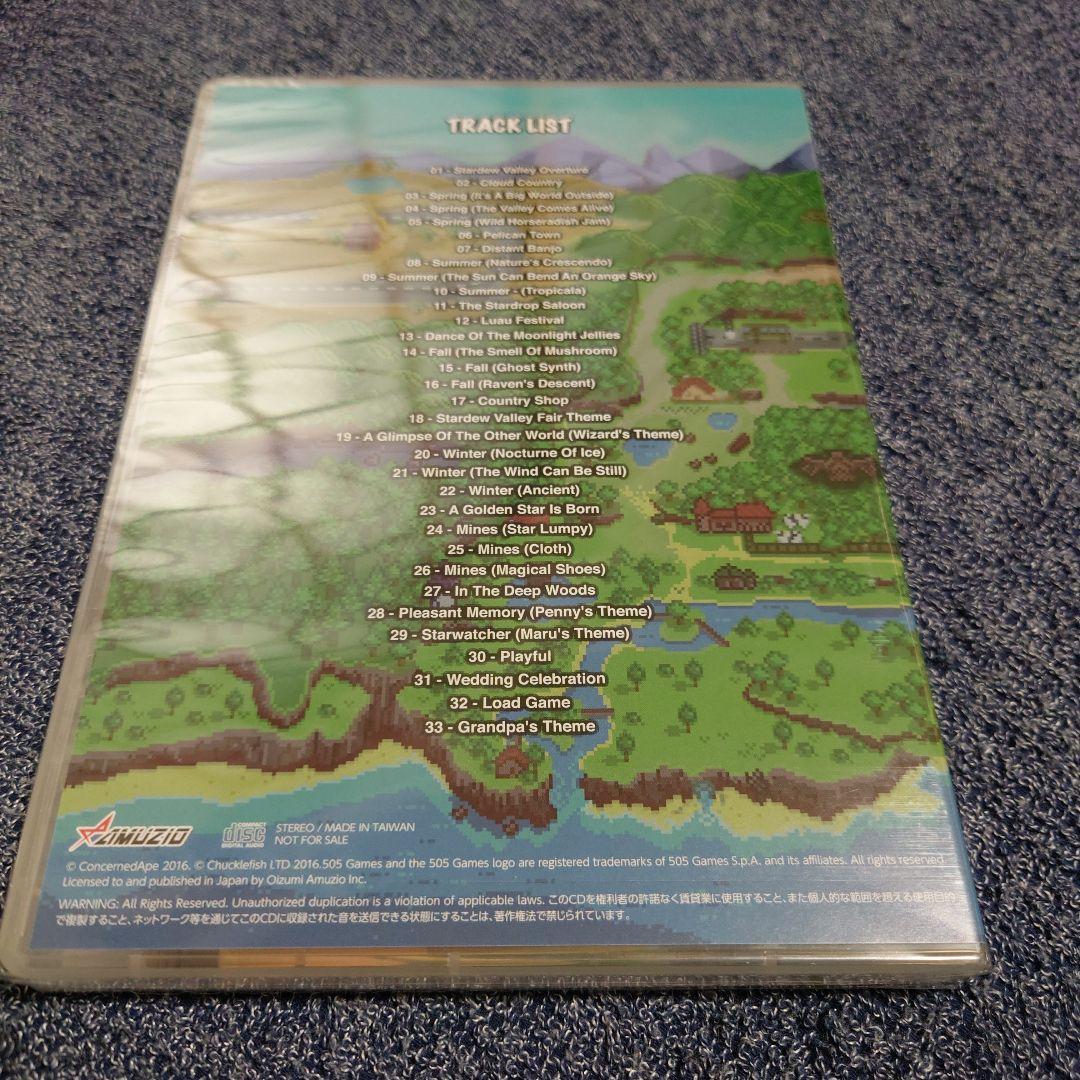 TRACK LIST
01 - Stardew Valley Overture
02 - Cloud Country
03 - Spring (It's A Big World Outside)
04 - Spring (The Valley Comes Alive)
05 - Spring (Wild Horseradish Jam)
06 - Pelican Town
07 - Distant Banjo
08 - Summer (Nature's Crescendo)
09 - Summer (The Sun Can Bend An Orange Sky)
10 - Summer - (Tropicala)
11 - The Stardrop Saloon
12 - Luau Festival
13 - Dance Of The Moonlight Jellies
14 - Fall (The Smell Of Mushroom)
15 - Fall (Ghost Synth)
16 - Fall (Raven's Descent)
17 - Country Shop
18 - Stardew Valley Fair Theme
19 - A Glimpse Of The Other World (Wizard's Theme)
20 - Winter (Nocturne Of Ice)
21 - Winter (The Wind Can Be Still)
22 - Winter (Ancient)
23 - A Golden Star Is Born
24 - Mines (Star Lumpy)
25 - Mines (Cloth)
26 - Mines (Magical Shoes)
27 - In The Deep Woods
28 - Pleasant Memory (Penny's Theme)
29 - Starwatcher (Maru's Theme)
30 - Playful
31 - Wedding Celebration
32 - Load Game
33 - Grandpa's Theme
AMUZIO
COMPACT
disc
DIGITAL AUDIO
STEREO / MADE IN TAIWAN
NOT FOR SALE
© ConcernedApe 2016. © Chucklefish LTD 2016.505 Games and the 505 Games logo are registered trademarks of 505 Games S.p.A. and its affiliates. All rights reserved.
Licensed to and published in Japan by Oizumi Amuzio Inc.
WARNING: All Rights Reserved. Unauthorized duplication is a violation of applicable laws. このCDを権利者の許諾なく賃貸業に使用すること、また個人的な範囲を超える使用目的
で複製すること、ネットワーク等を通じてこのCDに収録された音を送信できる状態にすることは、著作権法で禁じられています。